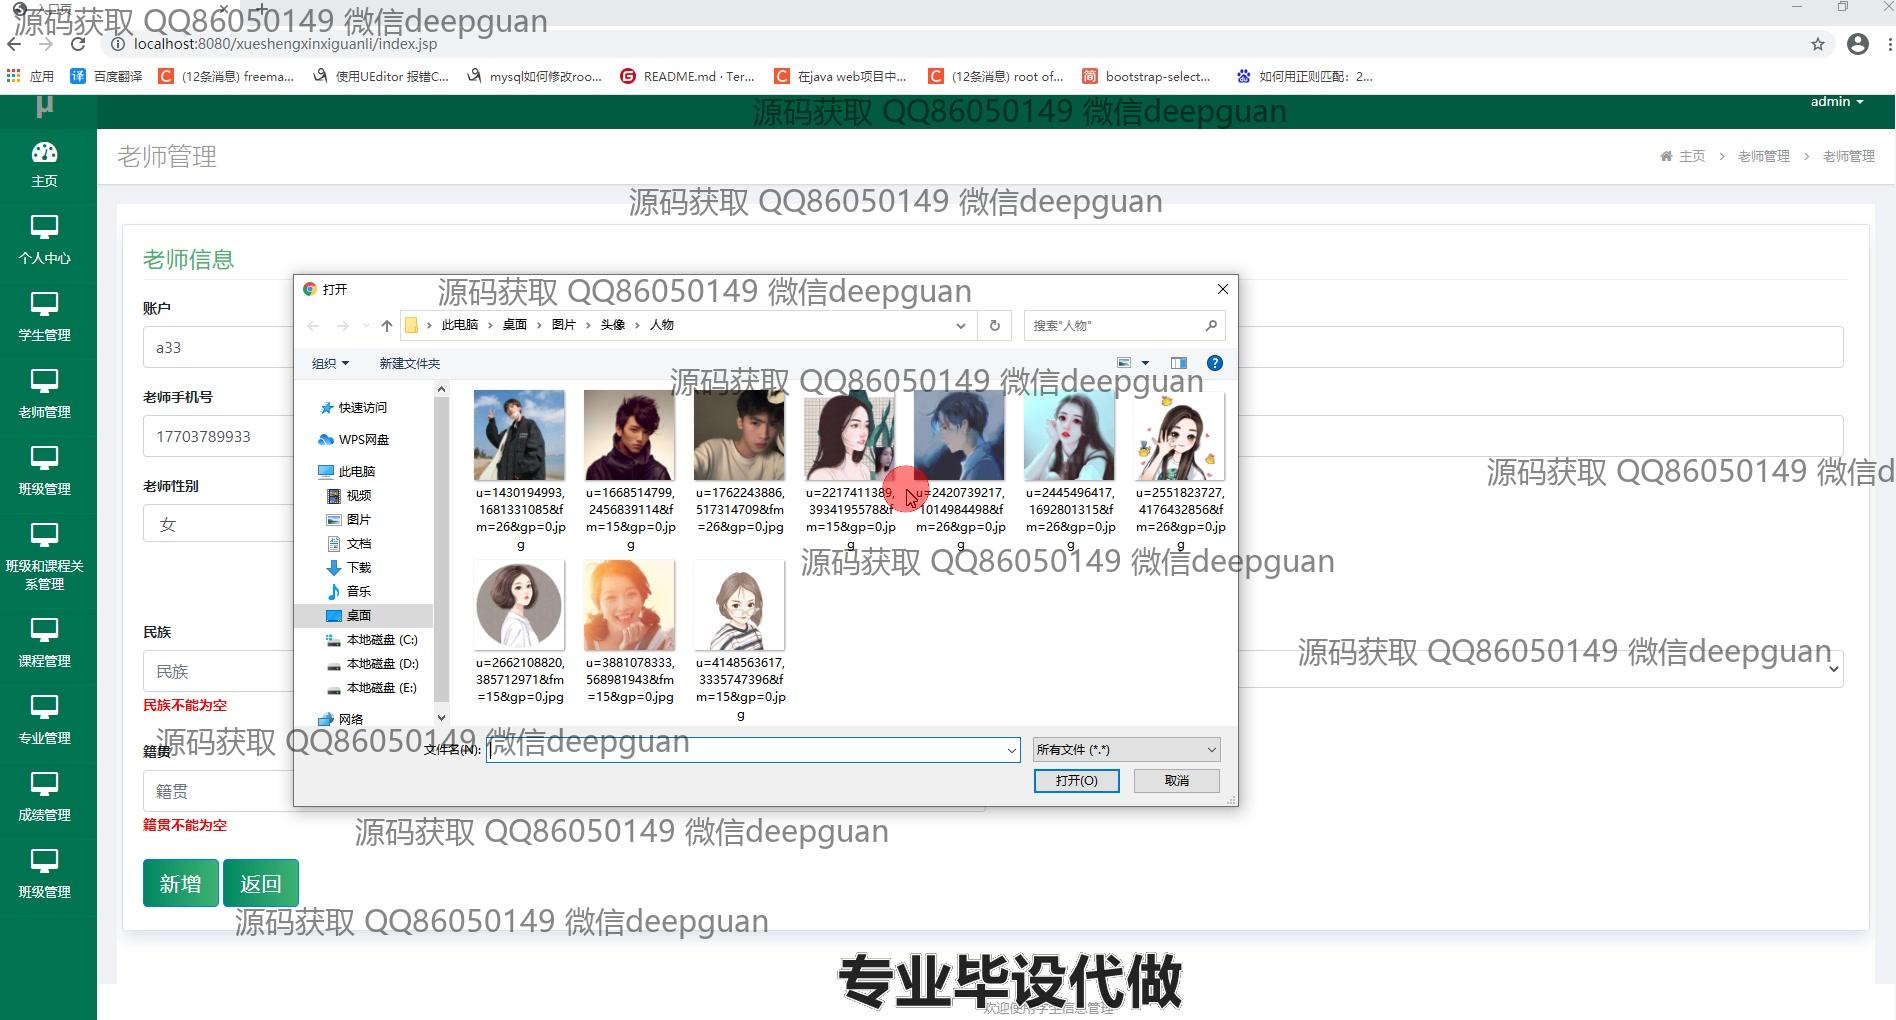 源码获取 QQ86050149 微信deepguan
localhost:8080/xueshengxinxiguanli/index.jsp
应用
百度翻译
(12条消息) freema...
使用UEditor 报错C...
mysql如何修改roo...
README.md · Ter...
在java web项目中...
(12条消息) root of...
bootstrap-select...
如何用正则匹配：2...
μ
源码获取 QQ86050149 微信deepguan
admin
主页
个人中心
学生管理
老师管理
班级管理
班级和课程关
系管理
课程管理
专业管理
成绩管理
班级管理
老师管理
主页 > 老师管理 > 老师管理
源码获取 QQ86050149 微信deepguan
老师信息
账户
a33
老师手机号
17703789933
老师性别
女
民族
民族
民族不能为空
籍贯
籍贯
籍贯不能为空
新增
返回
打开
源码获取 QQ86050149 微信deepguan
此电脑 > 桌面 > 图片 > 头像 > 人物
搜索"人物"
组织
新建文件夹
源码获取 QQ86050149 微信deepguan
快速访问
WPS网盘
此电脑
视频
图片
文档
下载
音乐
桌面
本地磁盘 (C:)
本地磁盘 (D:)
本地磁盘 (E:)
网络
u=1430194993,
1681331085&f
m=26&gp=0.jp
g
u=1668514799,
2456839114&f
m=15&gp=0.jp
g
u=1762243886,
517314709&fm
=26&gp=0.jpg
u=2217411389,
3934195578&f
m=15&gp=0.jp
g
u=2420739217,
1014984498&f
m=26&gp=0.jp
g
u=2445496417,
1692801315&f
m=26&gp=0.jp
g
u=2551823727,
4176432856&f
m=26&gp=0.jp
g
u=2662108820,
385712971&fm
=15&gp=0.jpg
u=3881078333,
568981943&fm
=15&gp=0.jpg
u=4148563617,
3335747396&f
m=15&gp=0.jp
g
源码获取 QQ86050149 微信d
源码获取 QQ86050149 微信deepguan
源码获取 QQ86050149 微信deepguan
源码获取 QQ86050149 微信deepguan
文件名(N):
所有文件 (*.*)
打开(O)
取消
源码获取 QQ86050149 微信deepguan
源码获取 QQ86050149 微信deepguan
专业毕设代做
欢迎使用学生信息管理